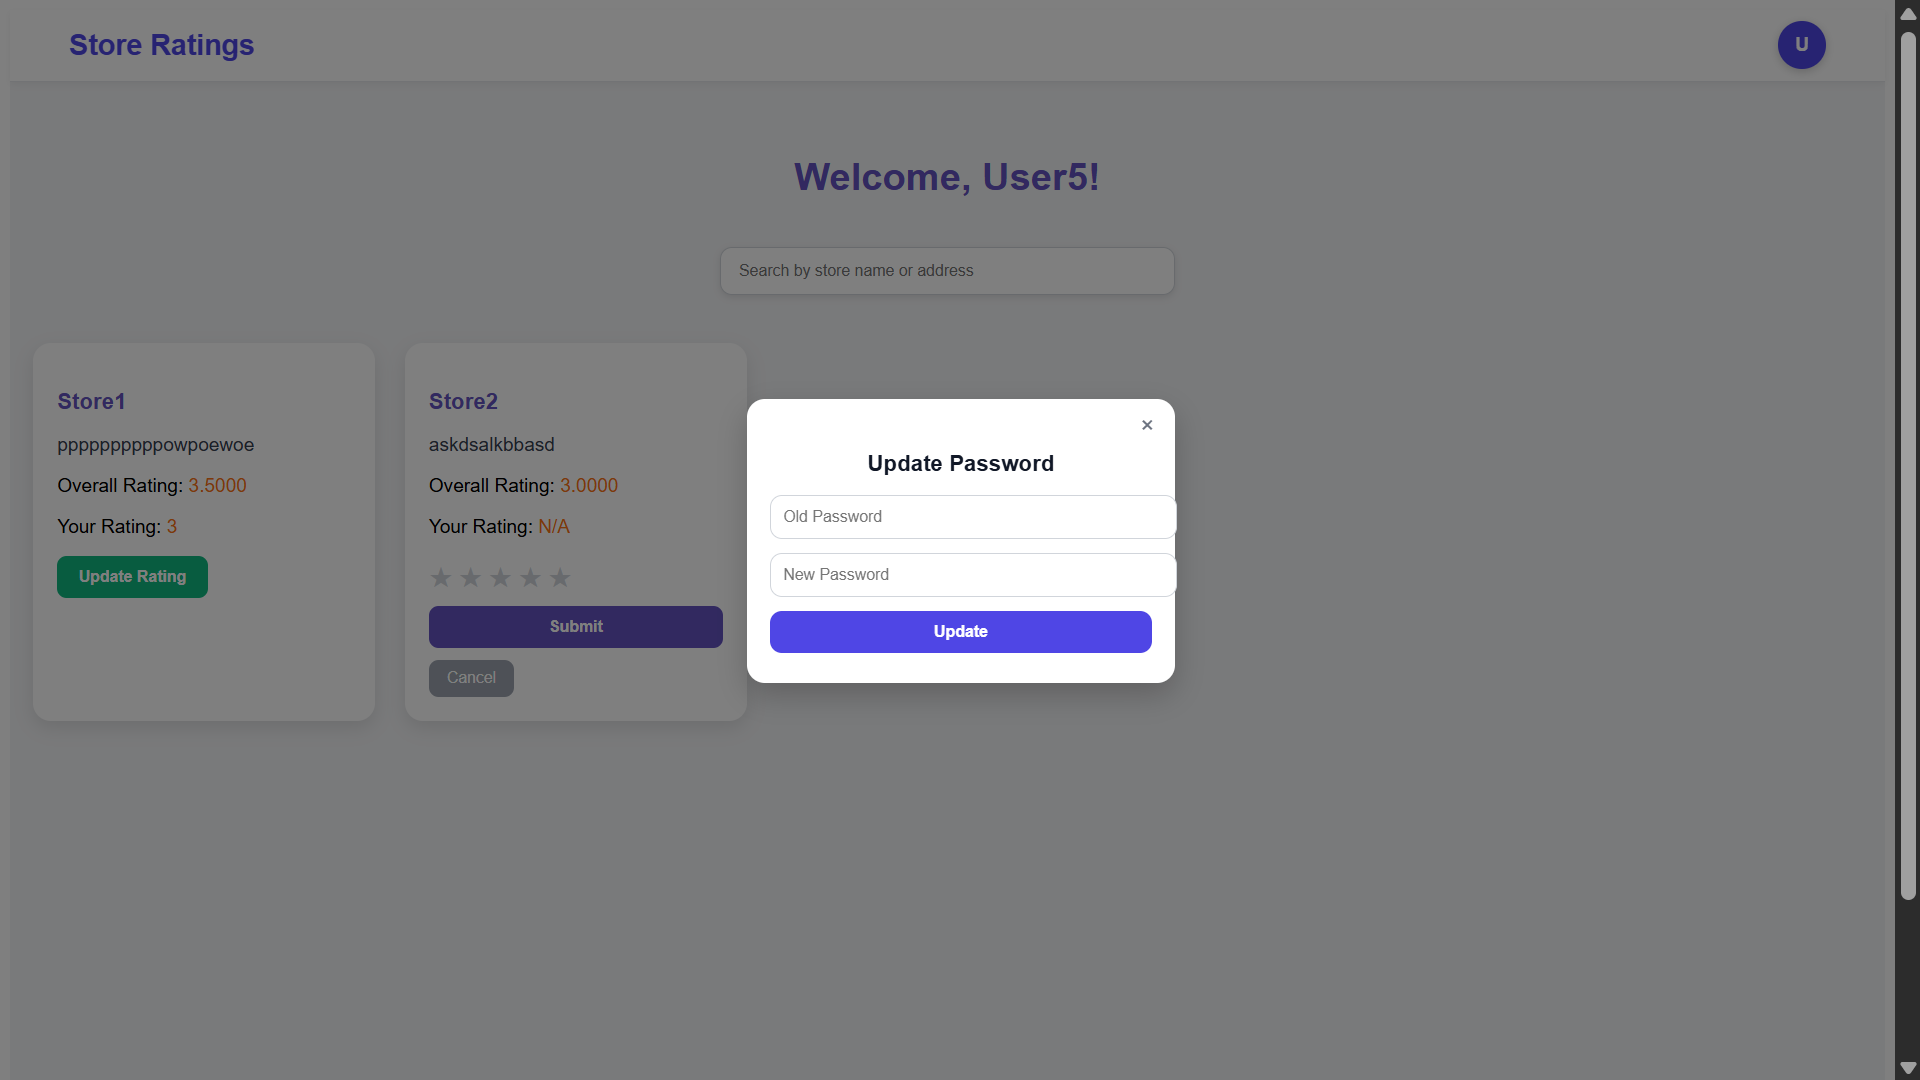 Store Ratings
U
Welcome, User5!
Search by store name or address
Store1
ppppppppppowpoewoe
Overall Rating: 3.5000
Your Rating: 3
Update Rating
Store2
askdsalkbbasd
Overall Rating: 3.0000
Your Rating: N/A
★ ★ ★ ★ ★
Submit
Cancel
×
Update Password
Old Password
New Password
Update